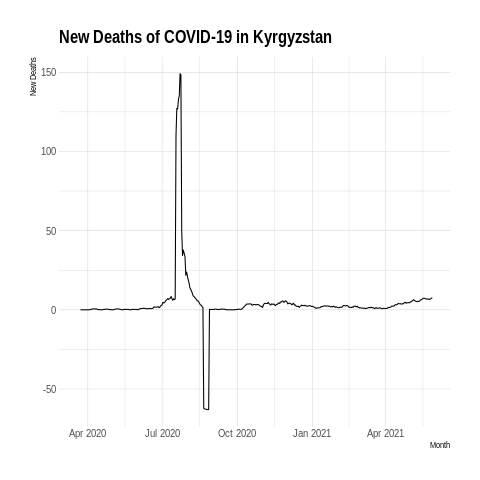 New Deaths of COVID-19 in Kyrgyzstan
New Deaths
150
100
50
0
-50
Apr 2020 Jul 2020 Oct 2020 Jan 2021 Apr 2021
Month